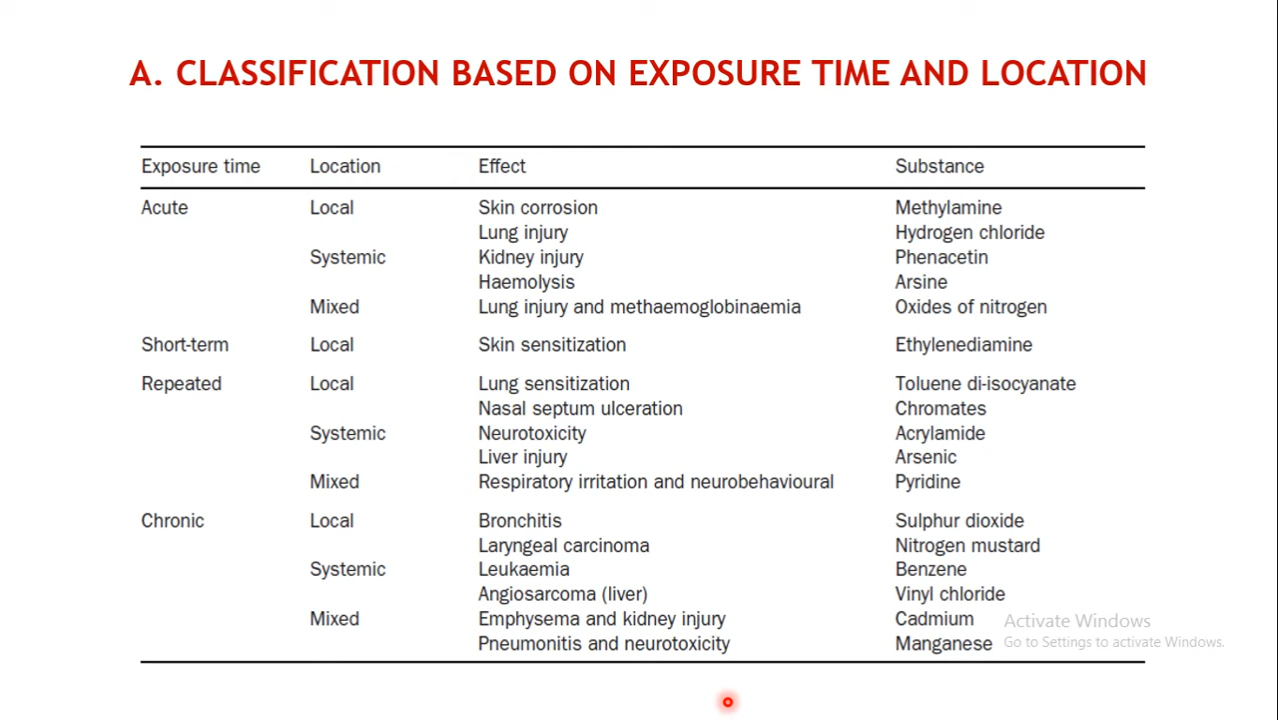 A. CLASSIFICATION BASED ON EXPOSURE TIME AND LOCATION
Exposure time Location Effect Substance
Acute Local Skin corrosion Methylamine
Lung injury Hydrogen chloride
Systemic Kidney injury Phenacetin
Haemolysis Arsine
Mixed Lung injury and methaemoglobinaemia Oxides of nitrogen
Short-term Local Skin sensitization Ethylenediamine
Repeated Local Lung sensitization Toluene di-isocyanate
Nasal septum ulceration Chromates
Systemic Neurotoxicity Acrylamide
Liver injury Arsenic
Mixed Respiratory irritation and neurobehavioural Pyridine
Chronic Local Bronchitis Sulphur dioxide
Laryngeal carcinoma Nitrogen mustard
Systemic Leukaemia Benzene
Angiosarcoma (liver) Vinyl chloride
Mixed Emphysema and kidney injury Cadmium
Pneumonitis and neurotoxicity Manganese
Activate Windows
Go to Settings to activate Windows.